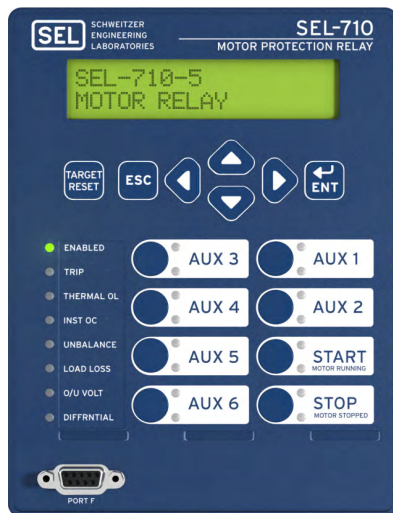 SEL
SCHWEITZER
ENGINEERING
LABORATORIES
SEL-710
MOTOR PROTECTION RELAY
SEL-710-5
MOTOR RELAY
TARGET
RESET
ESC
ENT
ENABLED
TRIP
THERMAL OL
INST OC
UNBALANCE
LOAD LOSS
O/U VOLT
DIFFRNTIAL
AUX 3
AUX 1
AUX 4
AUX 2
AUX 5
START
MOTOR RUNNING
AUX 6
STOP
MOTOR STOPPED
PORT F